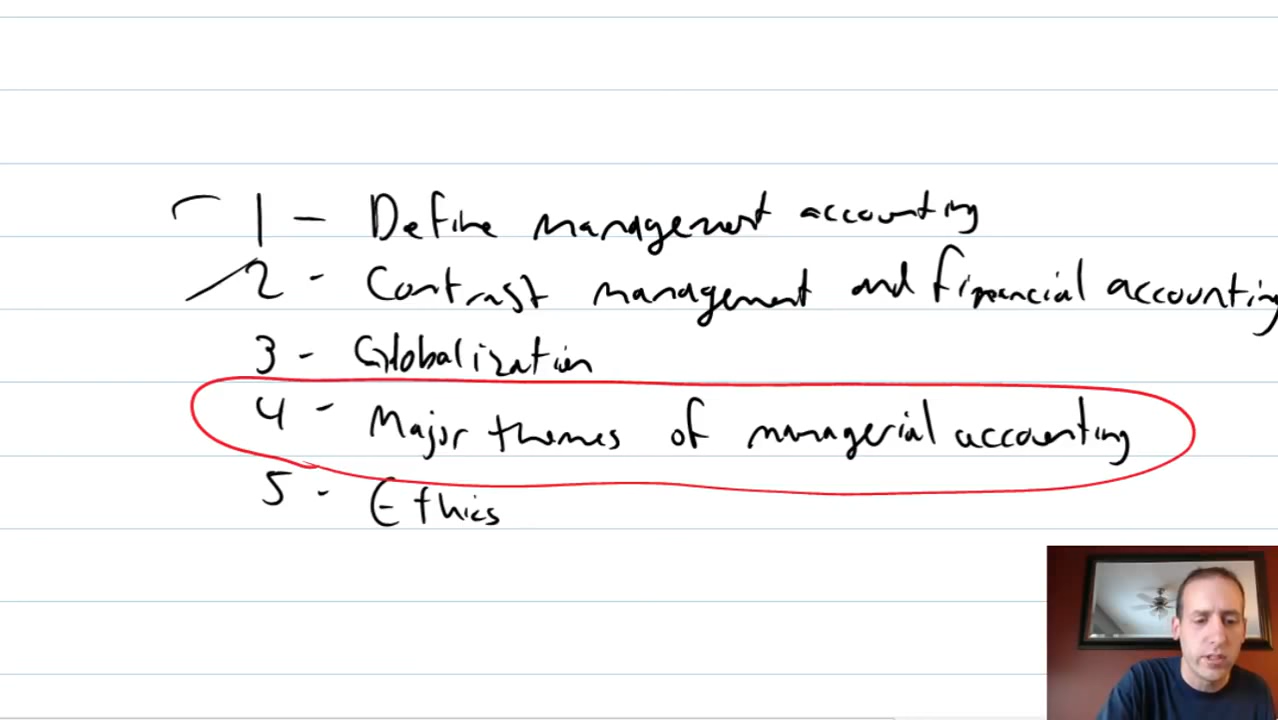 1 - Define management accounting
2 - Contrast management and financial accounting
3 - Globalization
4 - Major themes of managerial accounting
5 - Ethics